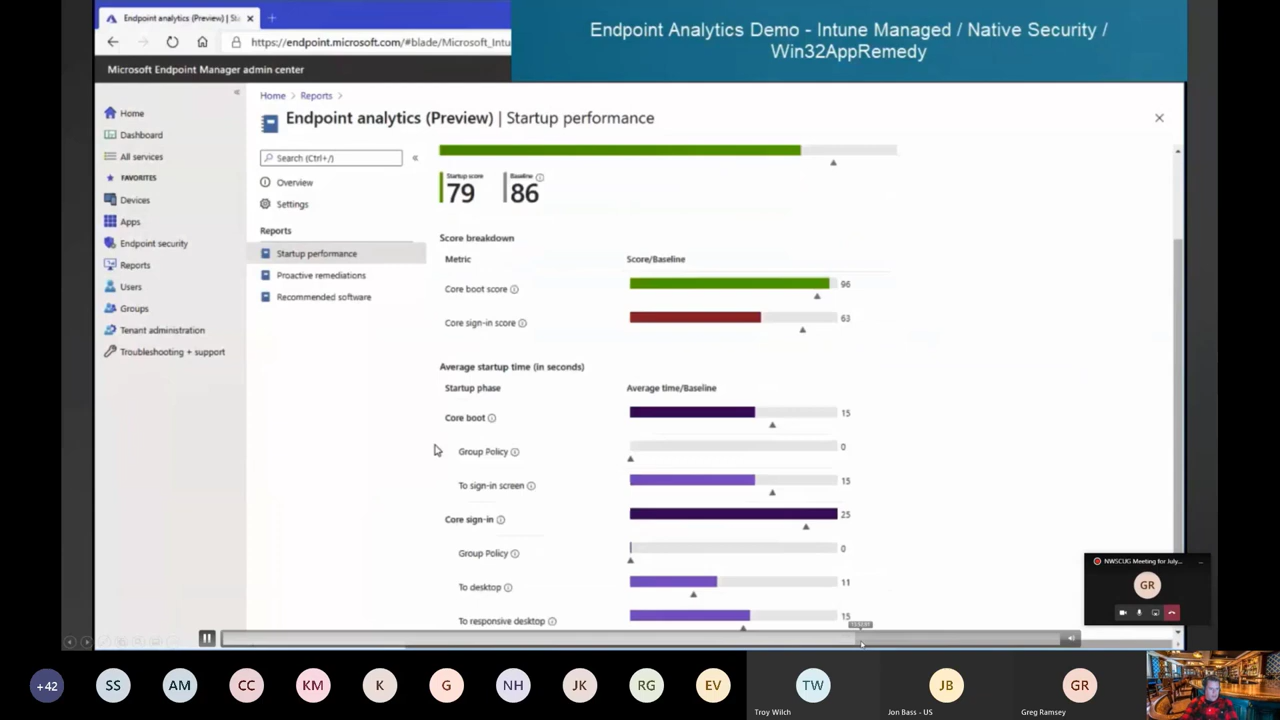 Endpoint analytics (Preview) | Sta
Endpoint Analytics Demo - Intune Managed / Native Security /
Win32AppRemedy
https://endpoint.microsoft.com/#blade/Microsoft_Intu
Microsoft Endpoint Manager admin center
Home > Reports >
Endpoint analytics (Preview) | Startup performance
Home
Dashboard
All services
FAVORITES
Devices
Apps
Endpoint security
Reports
Users
Groups
Tenant administration
Troubleshooting + support
Search (Ctrl+/)
Overview
Settings
Reports
Startup performance
Proactive remediations
Recommended software
Startup score
79
Baseline
86
Score breakdown
Metric Score/Baseline
Core boot score 96
Core sign-in score 63
Average startup time (in seconds)
Startup phase Average time/Baseline
Core boot 15
Group Policy 0
To sign-in screen 15
Core sign-in 25
Group Policy 0
To desktop 11
To responsive desktop 15
NWSCUG Meeting for July...
GR
+42 SS AM CC KM K G NH JK RG EV TW JB GR
Troy Wilch Jon Bass - US Greg Ramsey